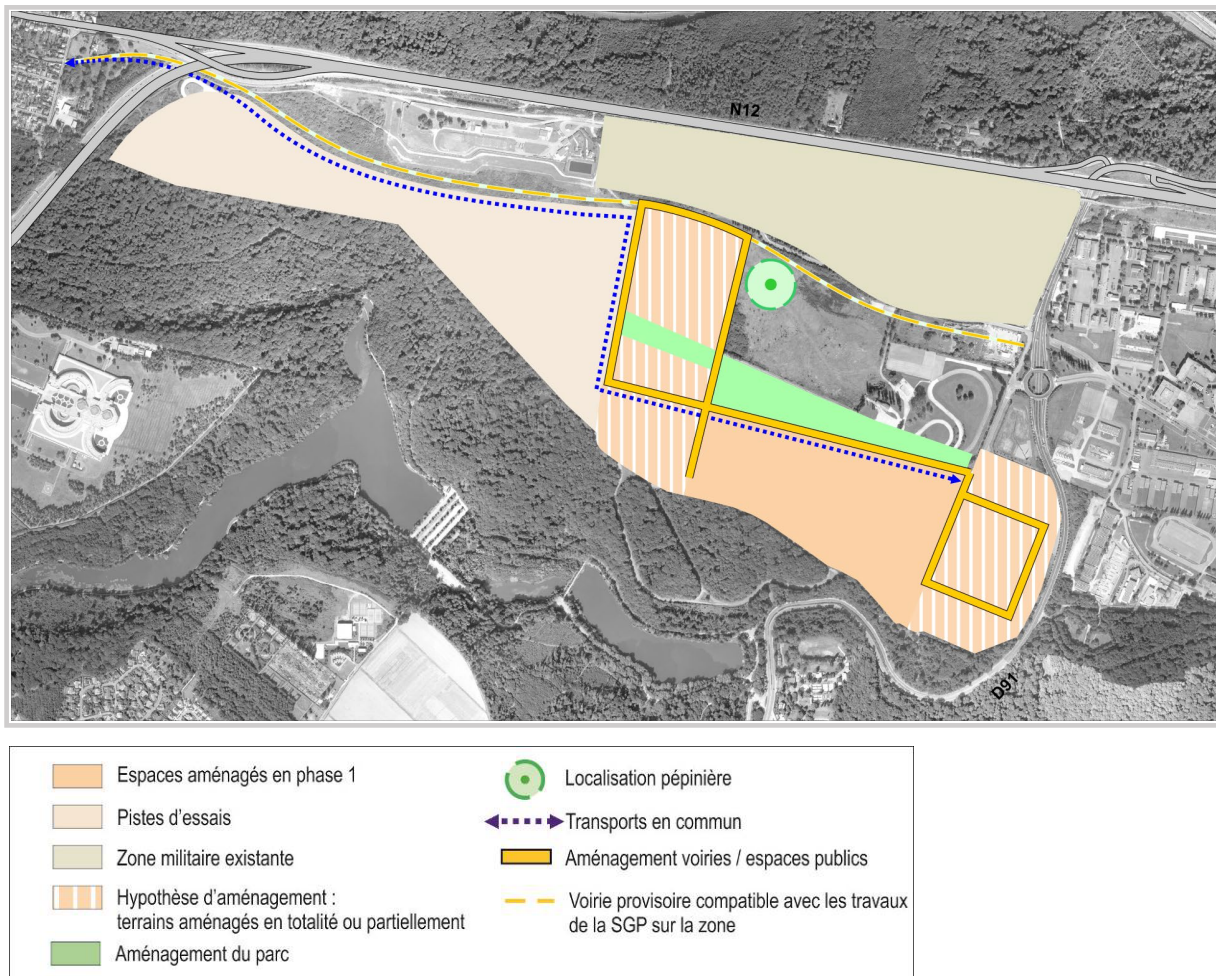 N12
D91
Espaces aménagés en phase 1
Pistes d'essais
Zone militaire existante
Hypothèse d'aménagement :
terrains aménagés en totalité ou partiellement
Aménagement du parc
Localisation pépinière
Transports en commun
Aménagement voiries / espaces publics
Voirie provisoire compatible avec les travaux
de la SGP sur la zone